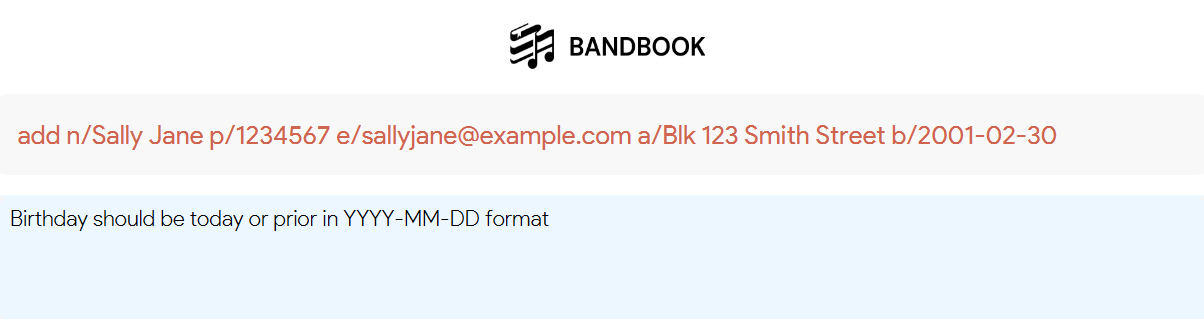 BANDBOOK
add n/Sally Jane p/1234567 e/sallyjane@example.com a/Blk 123 Smith Street b/2001-02-30
Birthday should be today or prior in YYYY-MM-DD format